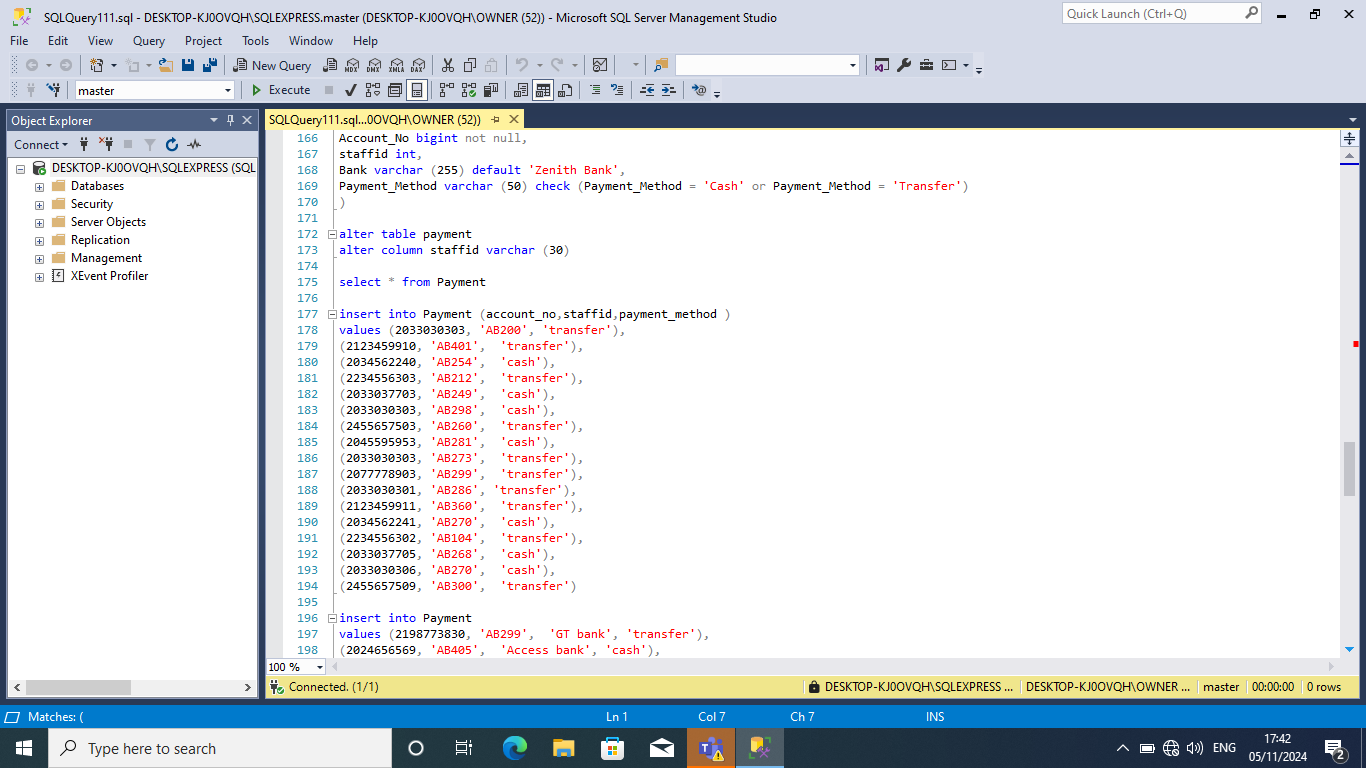 SQLQuery111.sql - DESKTOP-KJ0OVQH\SQLEXPRESS.master (DESKTOP-KJ0OVQH\OWNER (52)) - Microsoft SQL Server Management Studio
Quick Launch (Ctrl+Q)
File Edit View Query Project Tools Window Help
New Query MDX DMX XMLA DAX
master Execute
Object Explorer
SQLQuery111.sql...0OVQH\OWNER (52))
Connect
DESKTOP-KJ0OVQH\SQLEXPRESS (SQL
Databases
Security
Server Objects
Replication
Management
XEvent Profiler
166 Account_No bigint not null,
167 staffid int,
168 Bank varchar (255) default 'Zenith Bank',
169 Payment_Method varchar (50) check (Payment_Method = 'Cash' or Payment_Method = 'Transfer')
170 )
171
172 alter table payment
173 alter column staffid varchar (30)
174
175 select * from Payment
176
177 insert into Payment (account_no,staffid,payment_method )
178 values (2033030303, 'AB200', 'transfer'),
179 (2123459910, 'AB401', 'transfer'),
180 (2034562240, 'AB254', 'cash'),
181 (2234556303, 'AB212', 'transfer'),
182 (2033037703, 'AB249', 'cash'),
183 (2033030303, 'AB298', 'cash'),
184 (2455657503, 'AB260', 'transfer'),
185 (2045595953, 'AB281', 'cash'),
186 (2033030303, 'AB273', 'transfer'),
187 (2077778903, 'AB299', 'transfer'),
188 (2033030301, 'AB286', 'transfer'),
189 (2123459911, 'AB360', 'transfer'),
190 (2034562241, 'AB270', 'cash'),
191 (2234556302, 'AB104', 'transfer'),
192 (2033037705, 'AB268', 'cash'),
193 (2033030306, 'AB270', 'cash'),
194 (2455657509, 'AB300', 'transfer')
195
196 insert into Payment
197 values (2198773830, 'AB299', 'GT bank', 'transfer'),
198 (2024656569, 'AB405', 'Access bank', 'cash'),
100 %
Connected. (1/1) DESKTOP-KJ0OVQH\SQLEXPRESS ... DESKTOP-KJ0OVQH\OWNER ... master 00:00:00 0 rows
Matches: ( Ln 1 Col 7 Ch 7 INS
Type here to search
ENG
17:42
05/11/2024
2